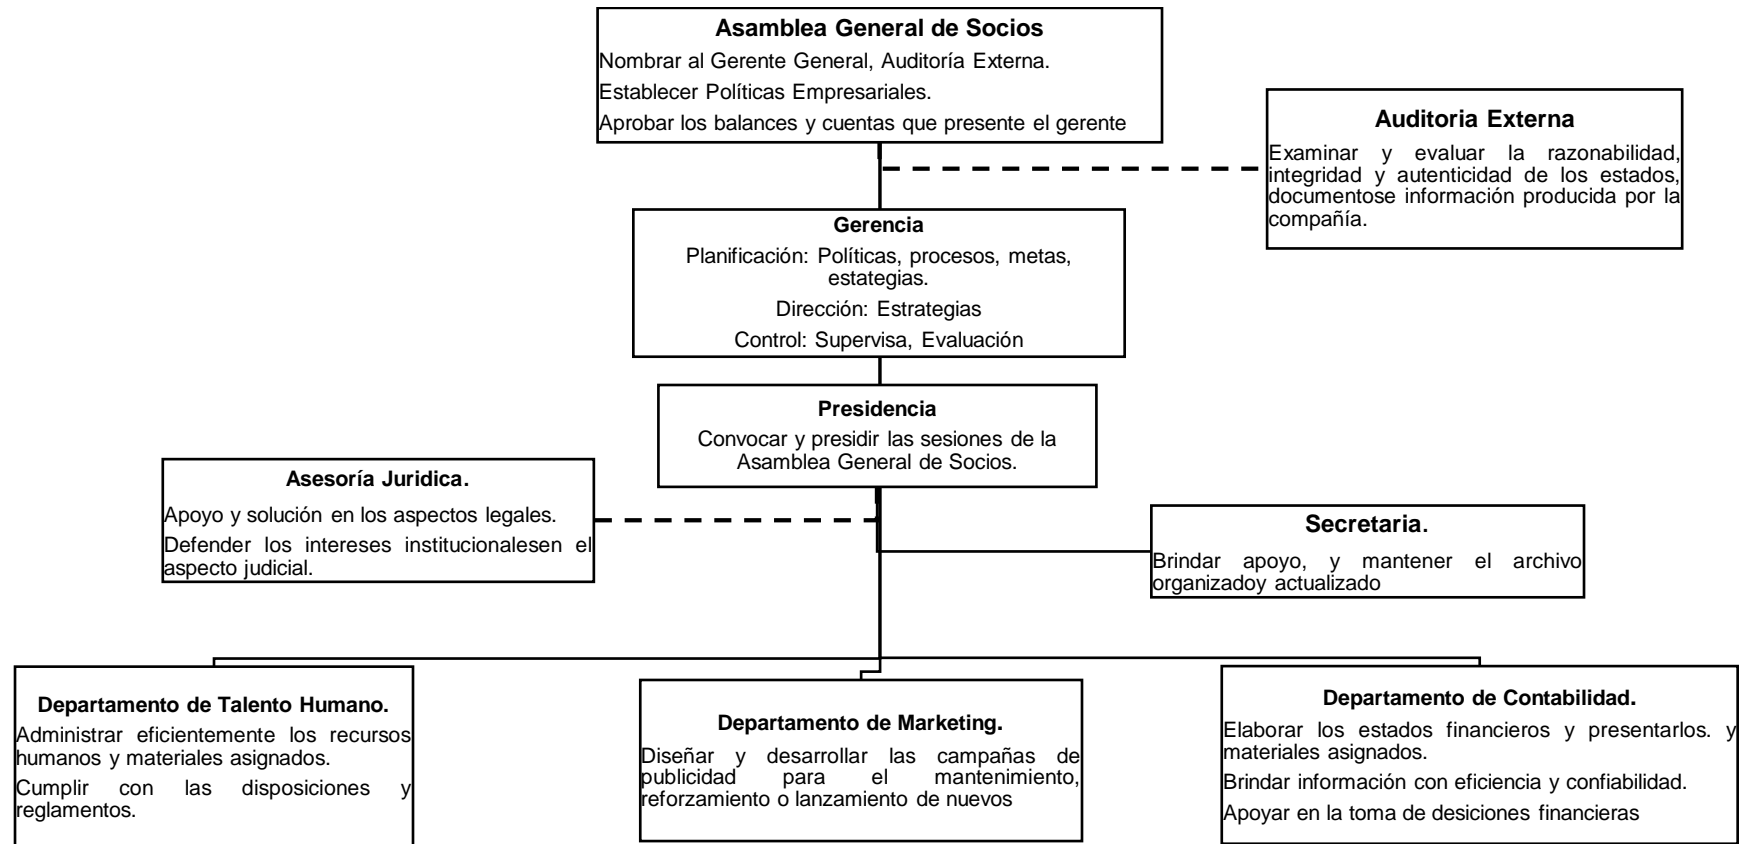 Asamblea General de Socios
Nombrar al Gerente General, Auditoría Externa.
Establecer Políticas Empresariales.
Aprobar los balances y cuentas que presente el gerente
Auditoria Externa
Examinar y evaluar la razonabilidad,
integridad y autenticidad de los estados,
documentose información producida por la
compañía.
Gerencia
Planificación: Políticas, procesos, metas,
estategias.
Dirección: Estrategias
Control: Supervisa, Evaluación
Presidencia
Convocar y presidir las sesiones de la
Asamblea General de Socios.
Asesoría Juridica.
Apoyo y solución en los aspectos legales.
Defender los intereses institucionalesen el
aspecto judicial.
Secretaria.
Brindar apoyo, y mantener el archivo
organizadoy actualizado
Departamento de Talento Humano.
Administrar eficientemente los recursos
humanos y materiales asignados.
Cumplir con las disposiciones y
reglamentos.
Departamento de Marketing.
Diseñar y desarrollar las campañas de
publicidad para el mantenimiento,
reforzamiento o lanzamiento de nuevos
Departamento de Contabilidad.
Elaborar los estados financieros y presentarlos. y
materiales asignados.
Brindar información con eficiencia y confiabilidad.
Apoyar en la toma de desiciones financieras